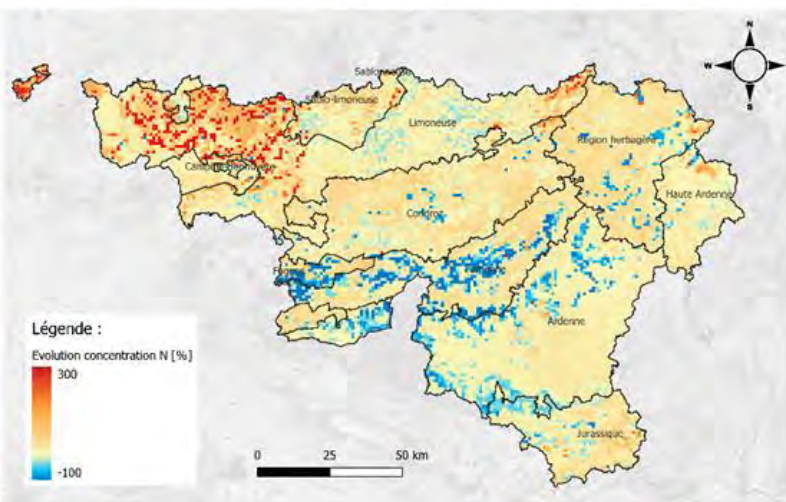 N
W
E
S
Sablo-limoneuse
Limoneuse
Région herbagère
Haute Ardenne
Condroz
Ardenne
Jurassique
Légende :
Evolution concentration N [%]
300
-100
0
25
50 km